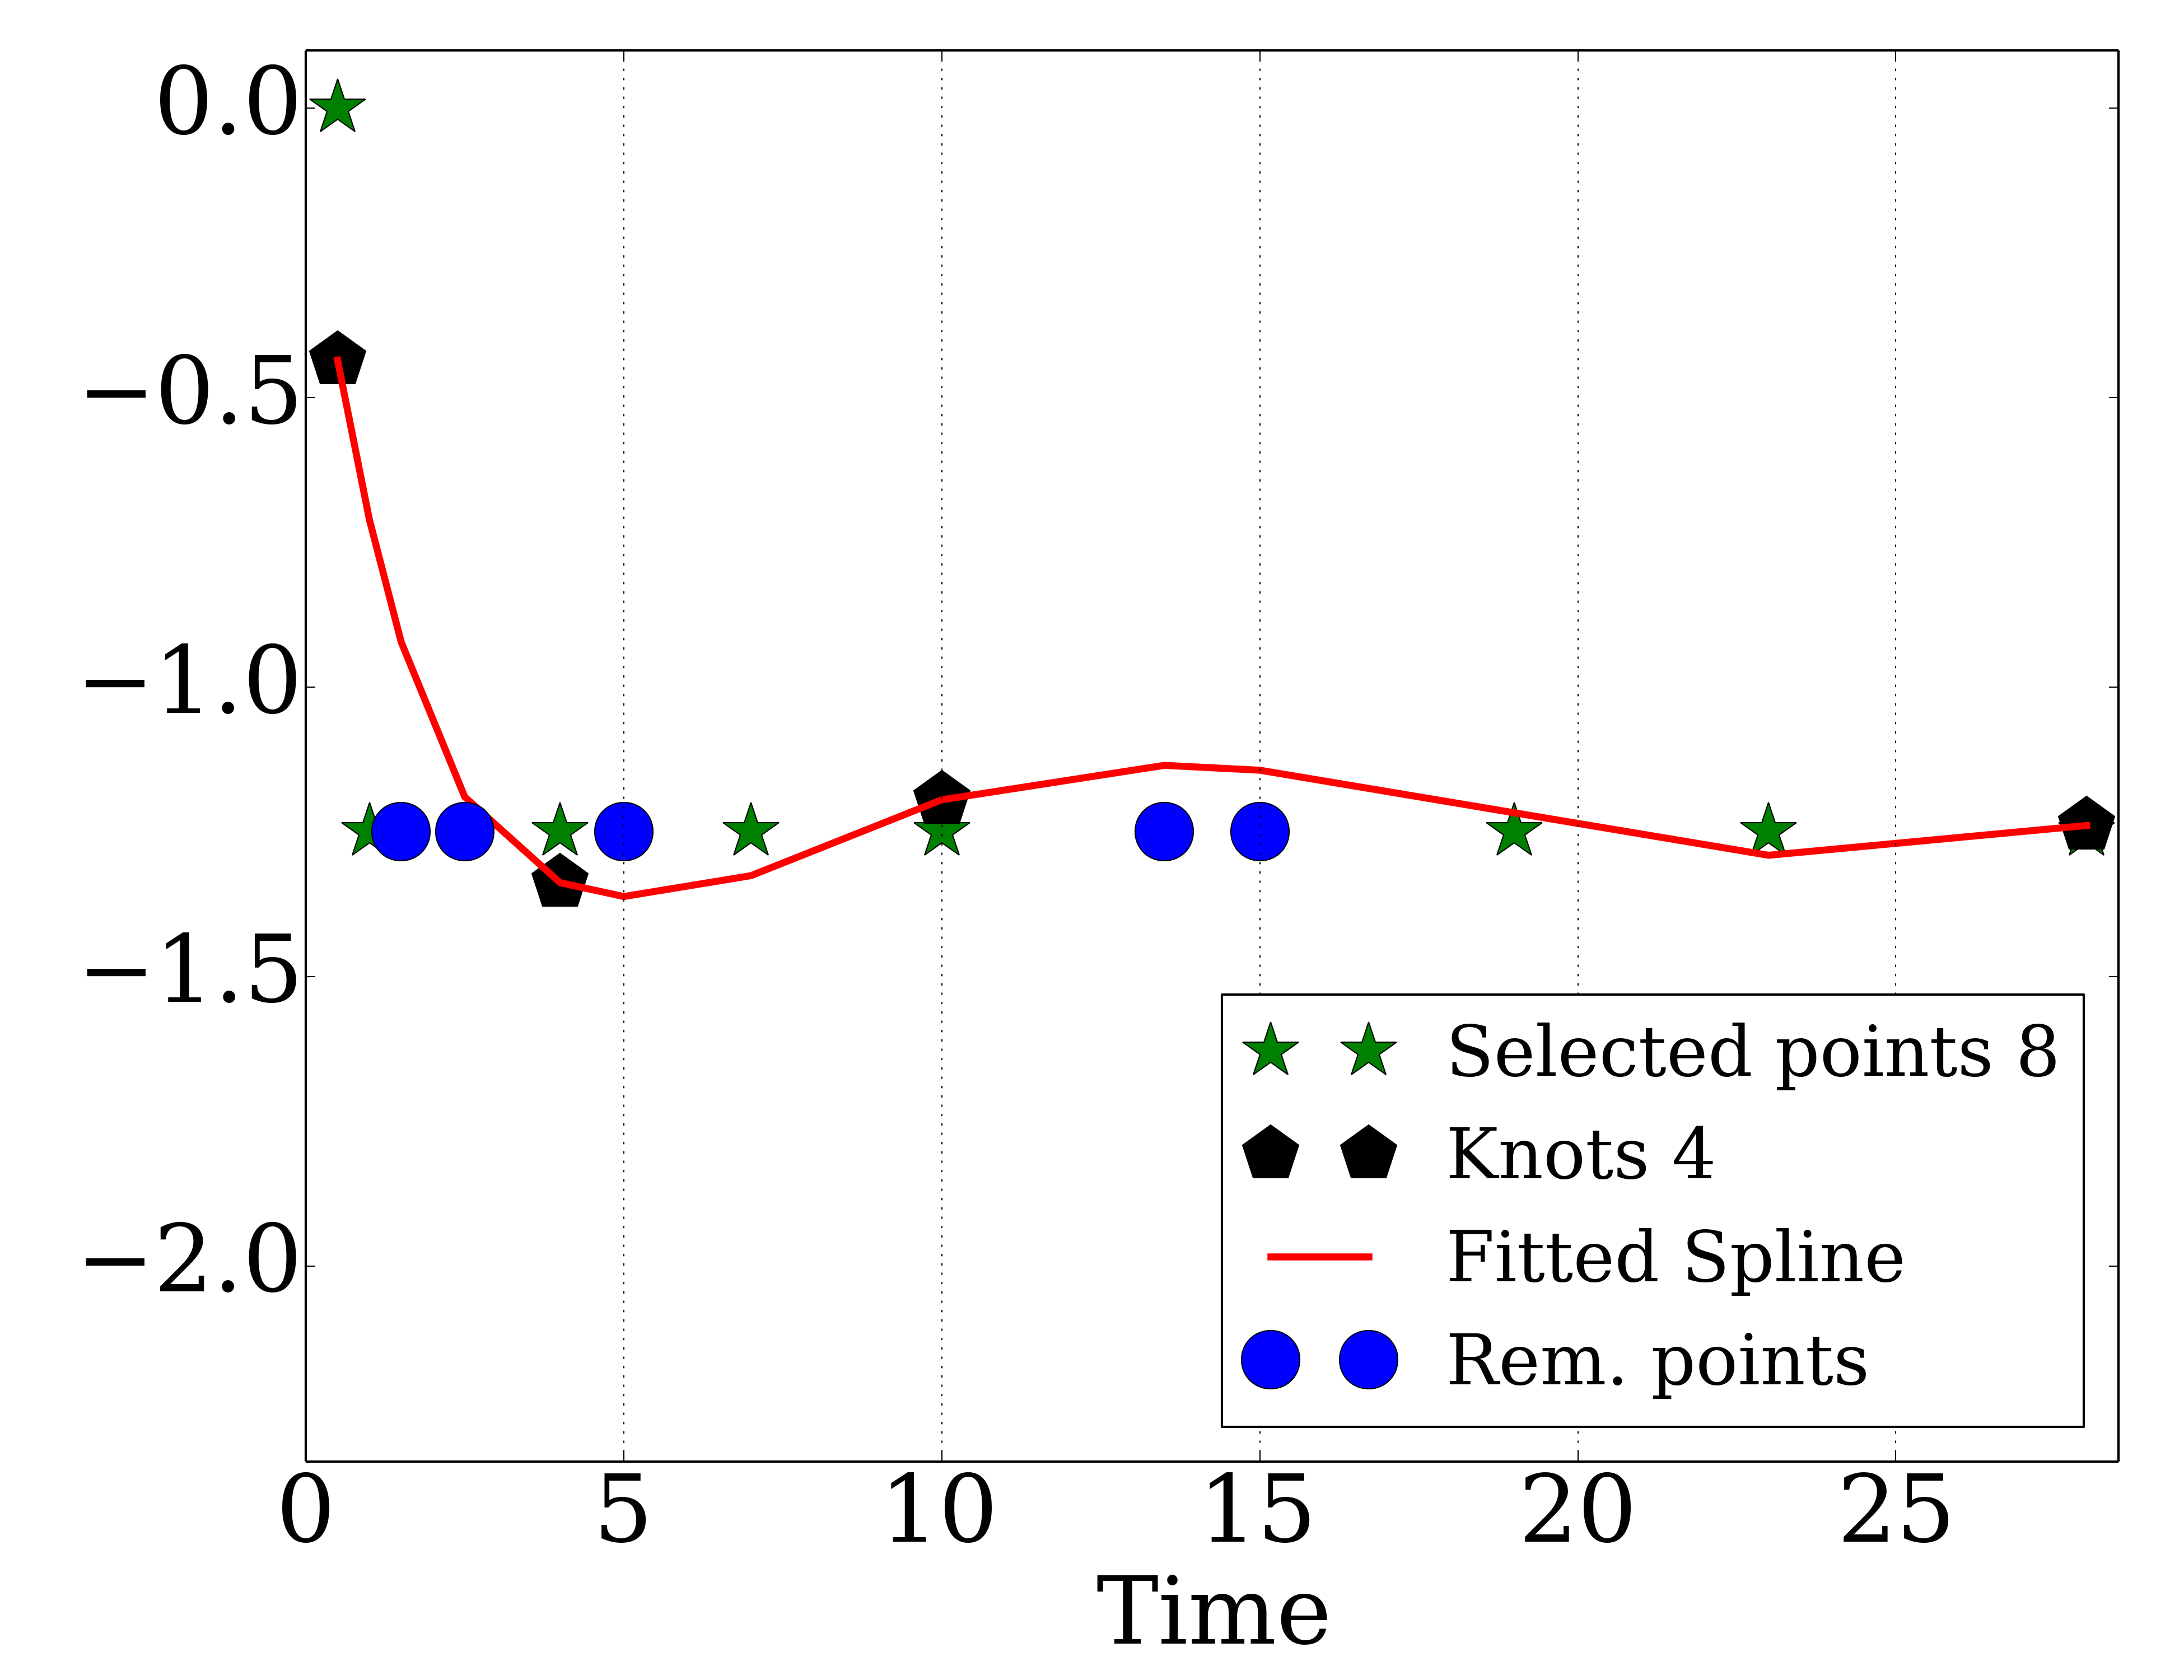 0.0
−0.5
−1.0
−1.5
−2.0
Selected points 8
Knots 4
Fitted Spline
Rem. points
0 5 10 15 20 25
Time